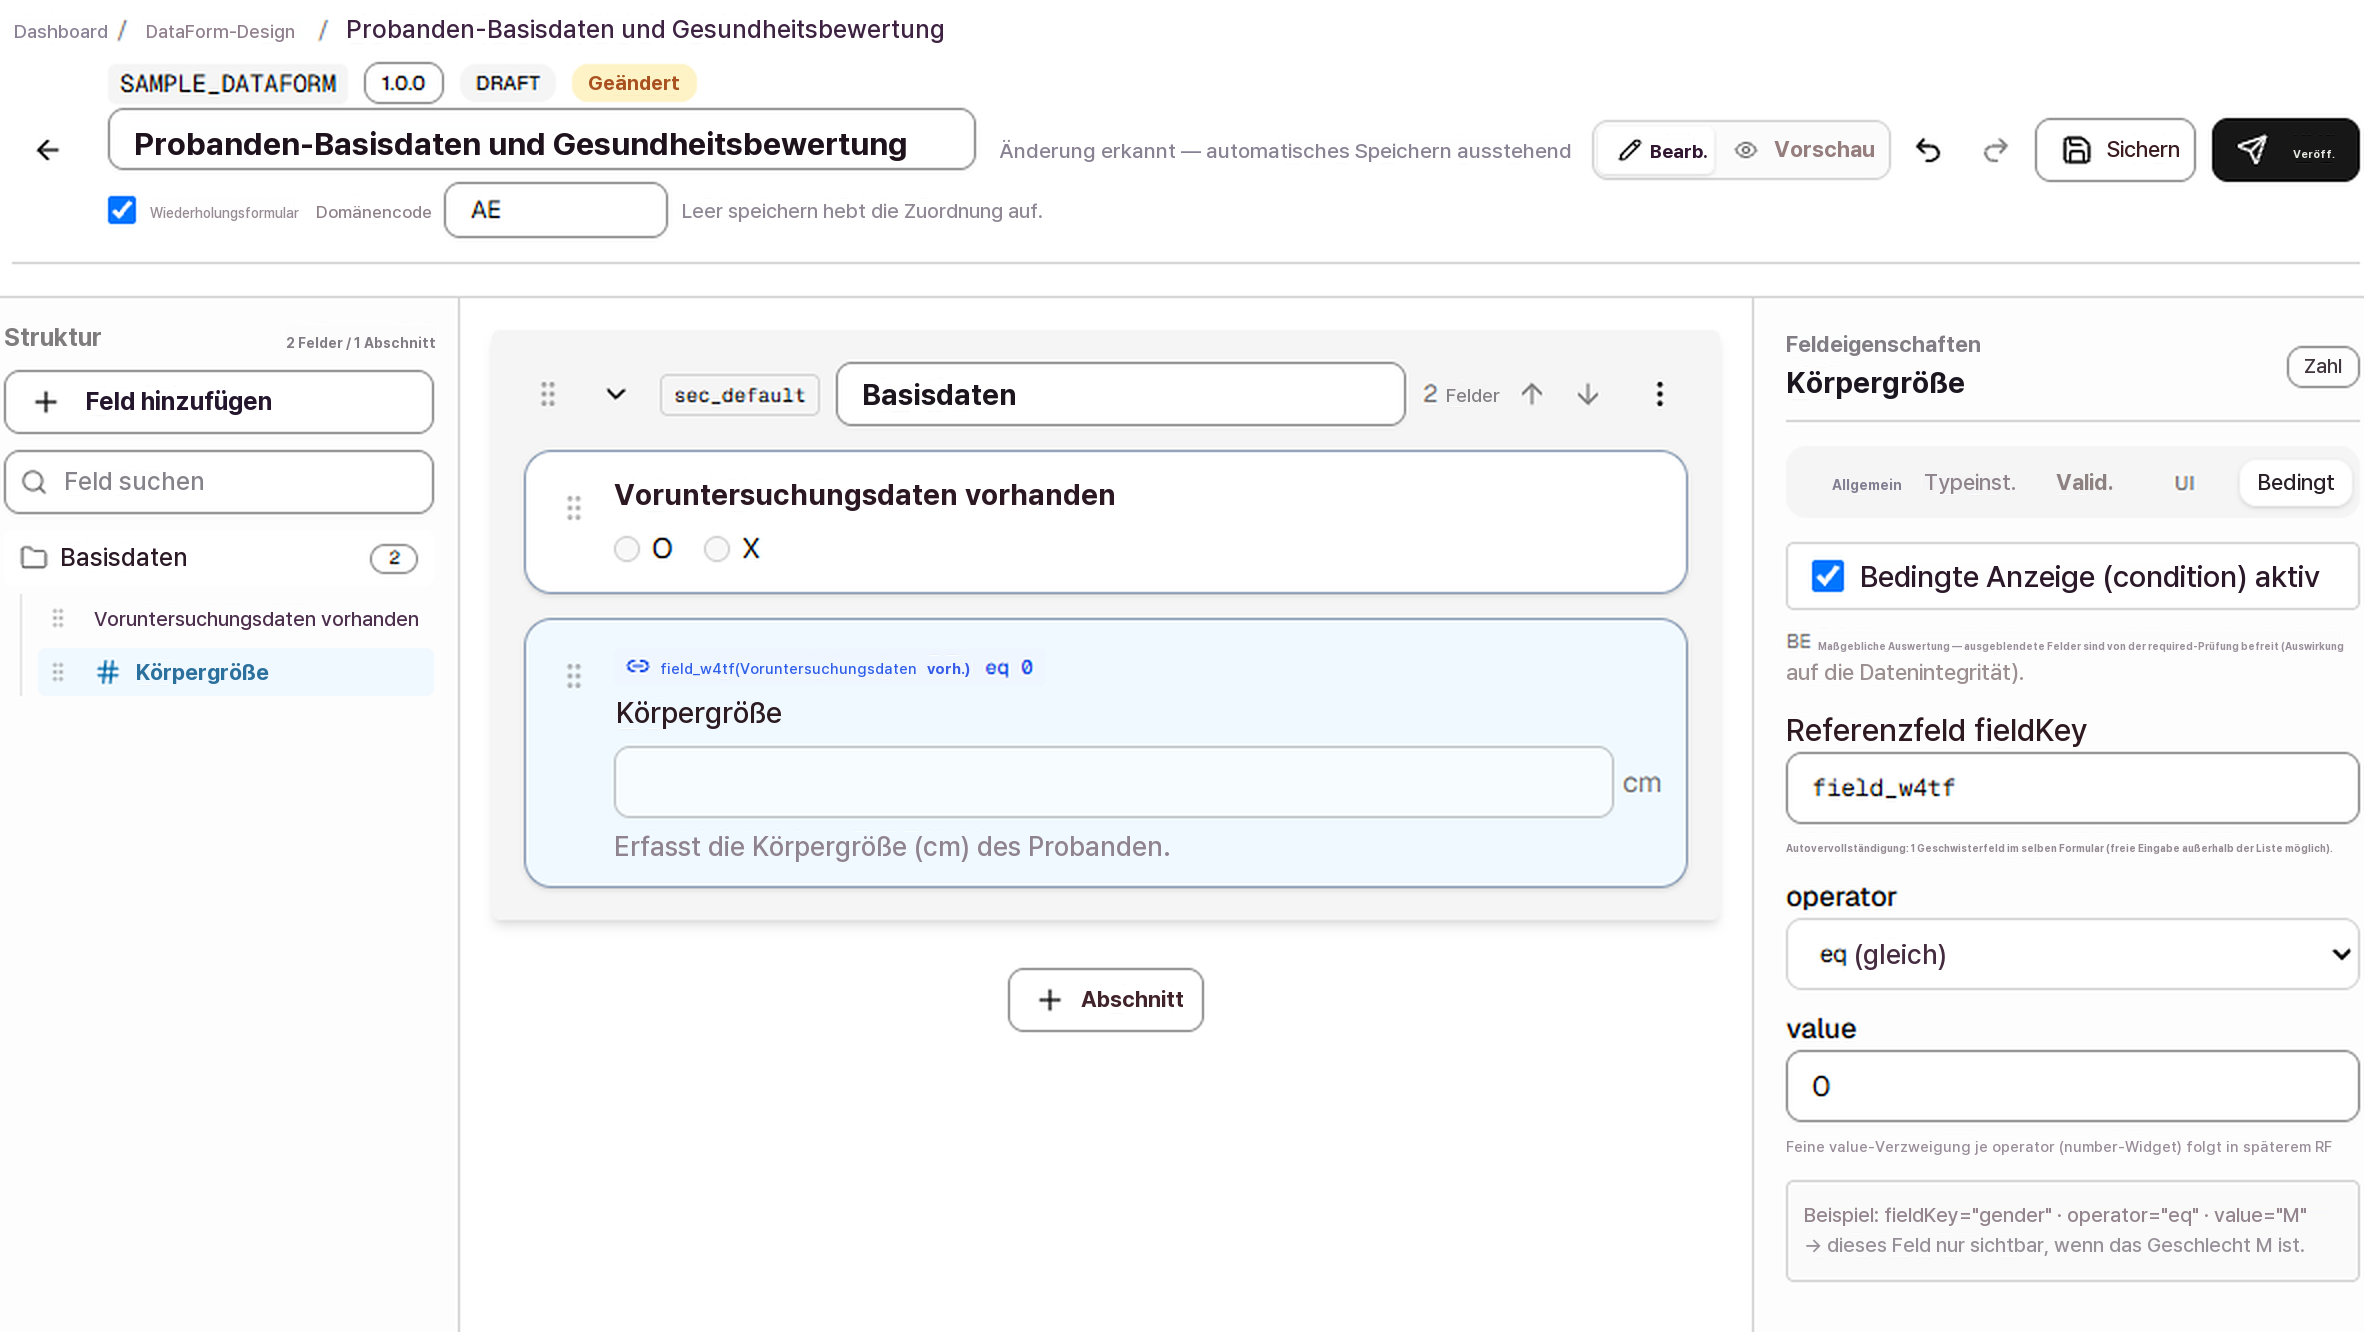 Dashboard / DataForm-Design / Probanden-Basisdaten und Gesundheitsbewertung
SAMPLE_DATAFORM 1.0.0 DRAFT Geändert
Probanden-Basisdaten und Gesundheitsbewertung
Änderung erkannt — automatisches Speichern ausstehend
Bearb. Vorschau
Sichern
Veröff.
Wiederholungsformular Domänencode AE Leer speichern hebt die Zuordnung auf.
Struktur 2 Felder / 1 Abschnitt
+ Feld hinzufügen
Feld suchen
Basisdaten 2
Voruntersuchungsdaten vorhanden
# Körpergröße
sec_default Basisdaten 2 Felder
Voruntersuchungsdaten vorhanden
O X
field_w4tf(Voruntersuchungsdaten vorh.) eq O
Körpergröße
cm
Erfasst die Körpergröße (cm) des Probanden.
+ Abschnitt
Feldeigenschaften
Körpergröße
Zahl
Allgemein Typeinst. Valid. UI Bedingt
Bedingte Anzeige (condition) aktiv
BE Maßgebliche Auswertung — ausgeblendete Felder sind von der required-Prüfung befreit (Auswirkung
auf die Datenintegrität).
Referenzfeld fieldKey
field_w4tf
Autovervollständigung: 1 Geschwisterfeld im selben Formular (freie Eingabe außerhalb der Liste möglich).
operator
eq (gleich)
value
O
Feine value-Verzweigung je operator (number-Widget) folgt in späterem RF
Beispiel: fieldKey="gender" · operator="eq" · value="M"
→ dieses Feld nur sichtbar, wenn das Geschlecht M ist.